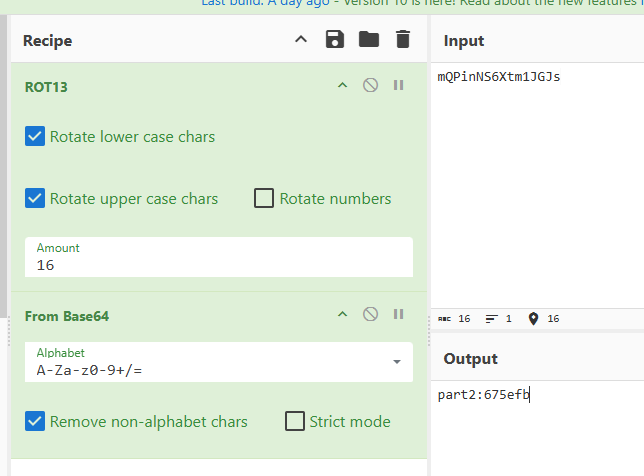 Last build: A day ago - Version 10 is here! Read about the new features
Recipe
ROT13
Rotate lower case chars
Rotate upper case chars
Rotate numbers
Amount
16
From Base64
Alphabet
A-Za-z0-9+/=
Remove non-alphabet chars
Strict mode
Input
mQPinNS6Xtm1JGJs
ABC 16 1 16
Output
part2:675efb